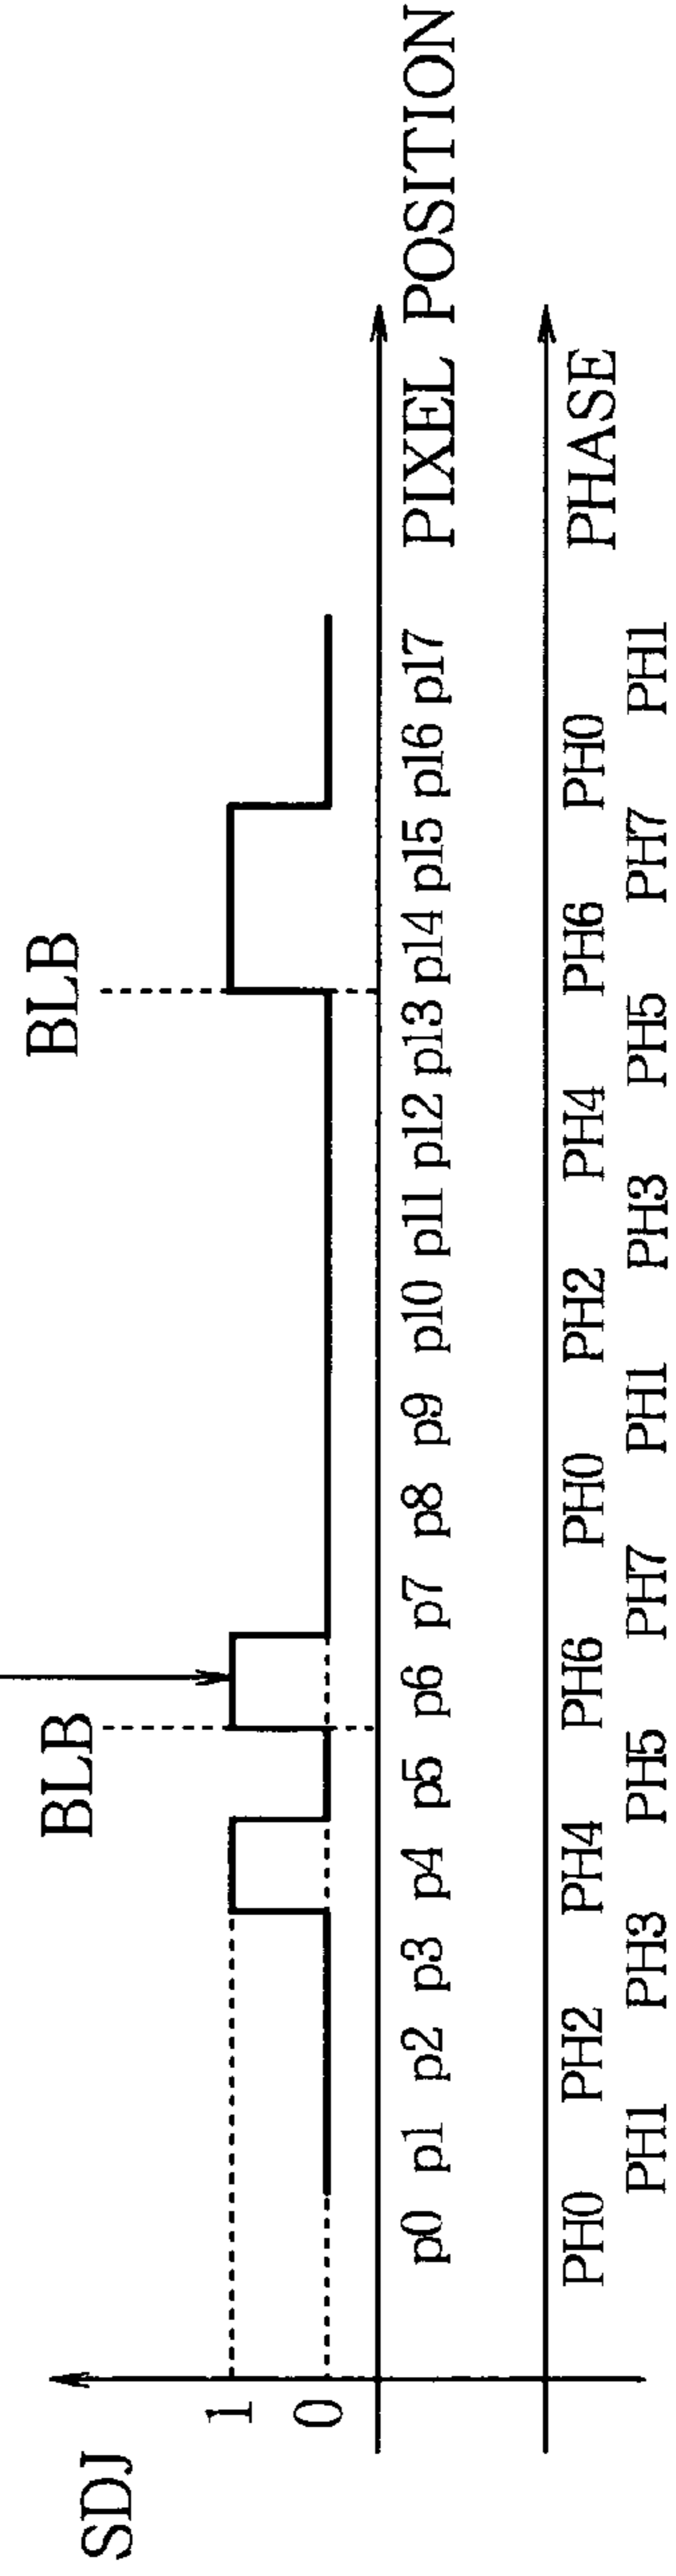 SDJ
BLB BLB
1
0
p0 p1 p2 p3 p4 p5 p6 p7 p8 p9 p10 p11 p12 p13 p14 p15 p16 p17
PIXEL POSITION
PH0 PH2 PH4 PH6 PH0 PH2 PH4 PH6 PH0
PHASE
PH1 PH3 PH5 PH7 PH1 PH3 PH5 PH7 PH1